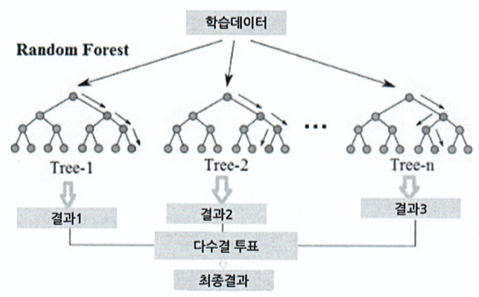 학습데이터
Random Forest
...
Tree-1
Tree-2
Tree-n
결과1
결과2
결과3
다수결 투표
최종결과